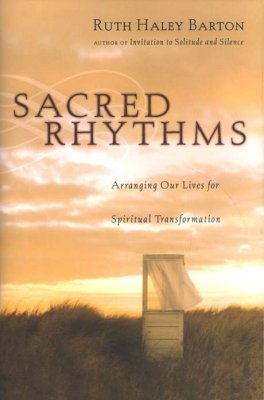 RUTH HALEY BARTON
AUTHOR OF Invitation to Solitude and Silence
SACRED
RHYTHMS
Arranging Our Lives for
Spiritual Transformation